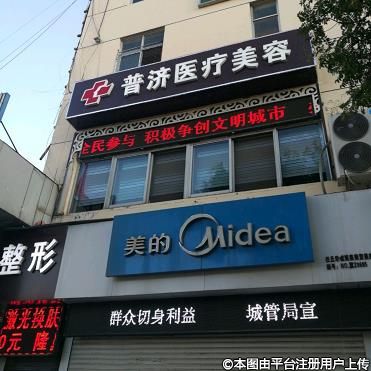 普济医疗美容
全民参与 积极争创文明城市
美的 Midea
整形
激光换肤
0元 隆
群众切身利益 城管局宣
©本图由平台注册用户上传